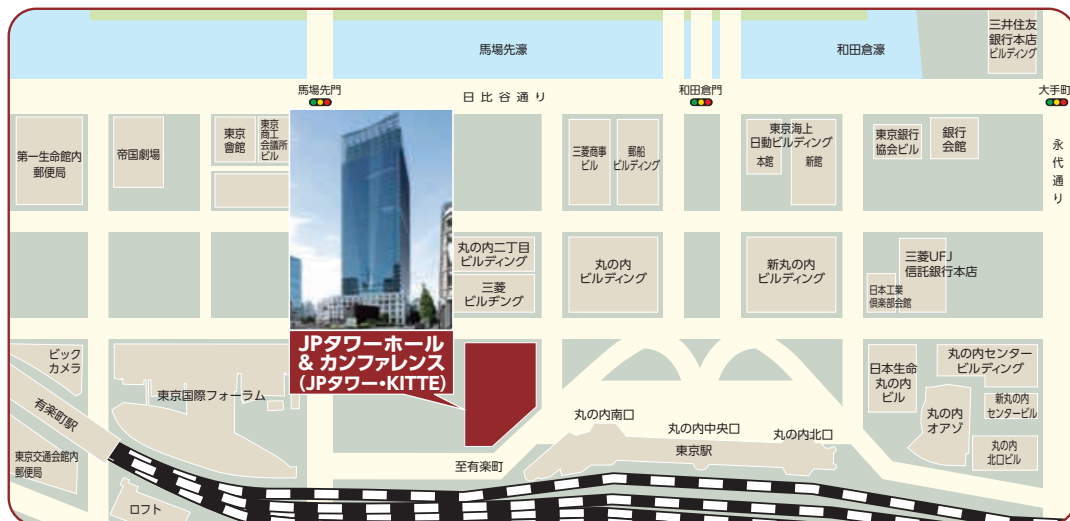 三井住友
銀行本店
ビルディング
馬場先濠
和田倉濠
馬場先門
日比谷通り
和田倉門
大手町
第一生命館内
郵便局
帝国劇場
東京
會館
東京
商工
会議所
ビル
三菱商事
ビル
郵船
ビルディング
東京海上
日動ビルディング
本館
新館
東京銀行
協会ビル
銀行
会館
永代通り
丸の内二丁目
ビルディング
三菱
ビルヂング
丸の内
ビルディング
新丸の内
ビルディング
三菱UFJ
信託銀行本店
日本工業
倶楽部会館
JPタワーホール
& カンファレンス
(JPタワー・KITTE)
ビック
カメラ
東京国際フォーラム
有楽町駅
東京交通会館内
郵便局
ロフト
至有楽町
丸の内南口
丸の内中央口
丸の内北口
東京駅
日本生命
丸の内
ビル
丸の内センター
ビルディング
新丸の内
センタービル
丸の内
オアゾ
丸の内
北口ビル